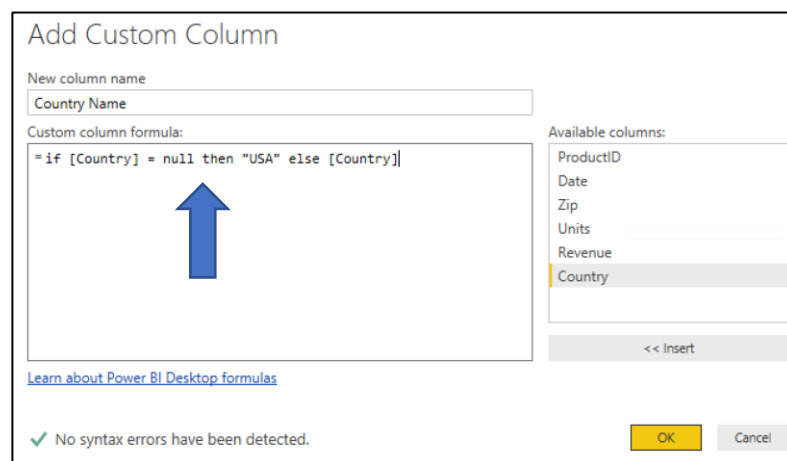 Add Custom Column
New column name
Country Name
Custom column formula:
=if [Country] = null then "USA" else [Country]
Available columns:
ProductID
Date
Zip
Units
Revenue
Country
<< Insert
Learn about Power BI Desktop formulas
No syntax errors have been detected.
OK
Cancel